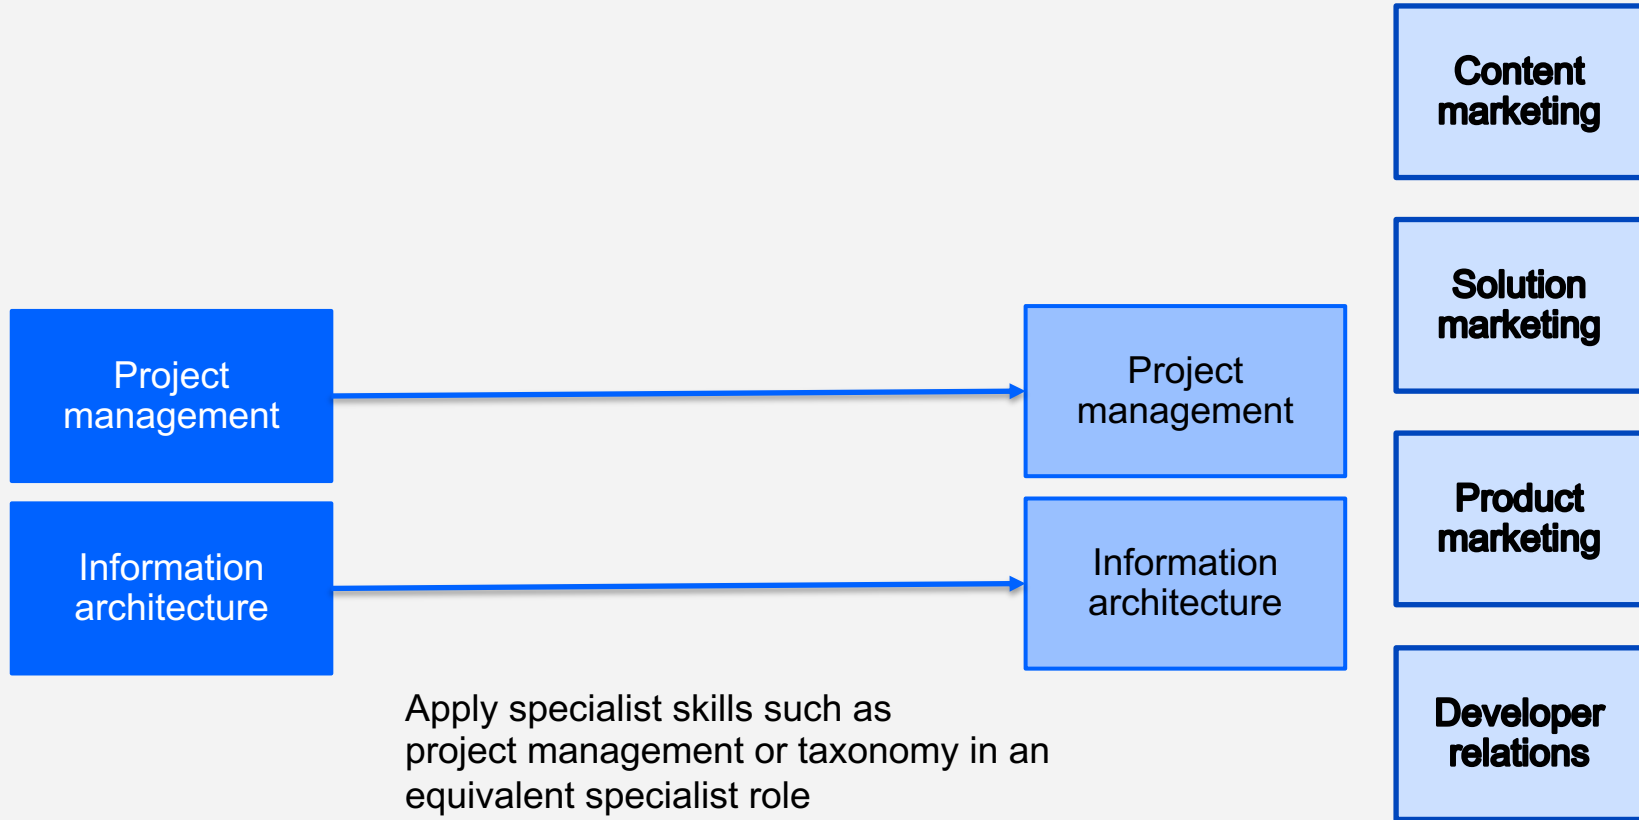 Project
management
Information
architecture
Apply specialist skills such as
project management or taxonomy in an
equivalent specialist role
Project
management
Information
architecture
Content
marketing
Solution
marketing
Product
marketing
Developer
relations